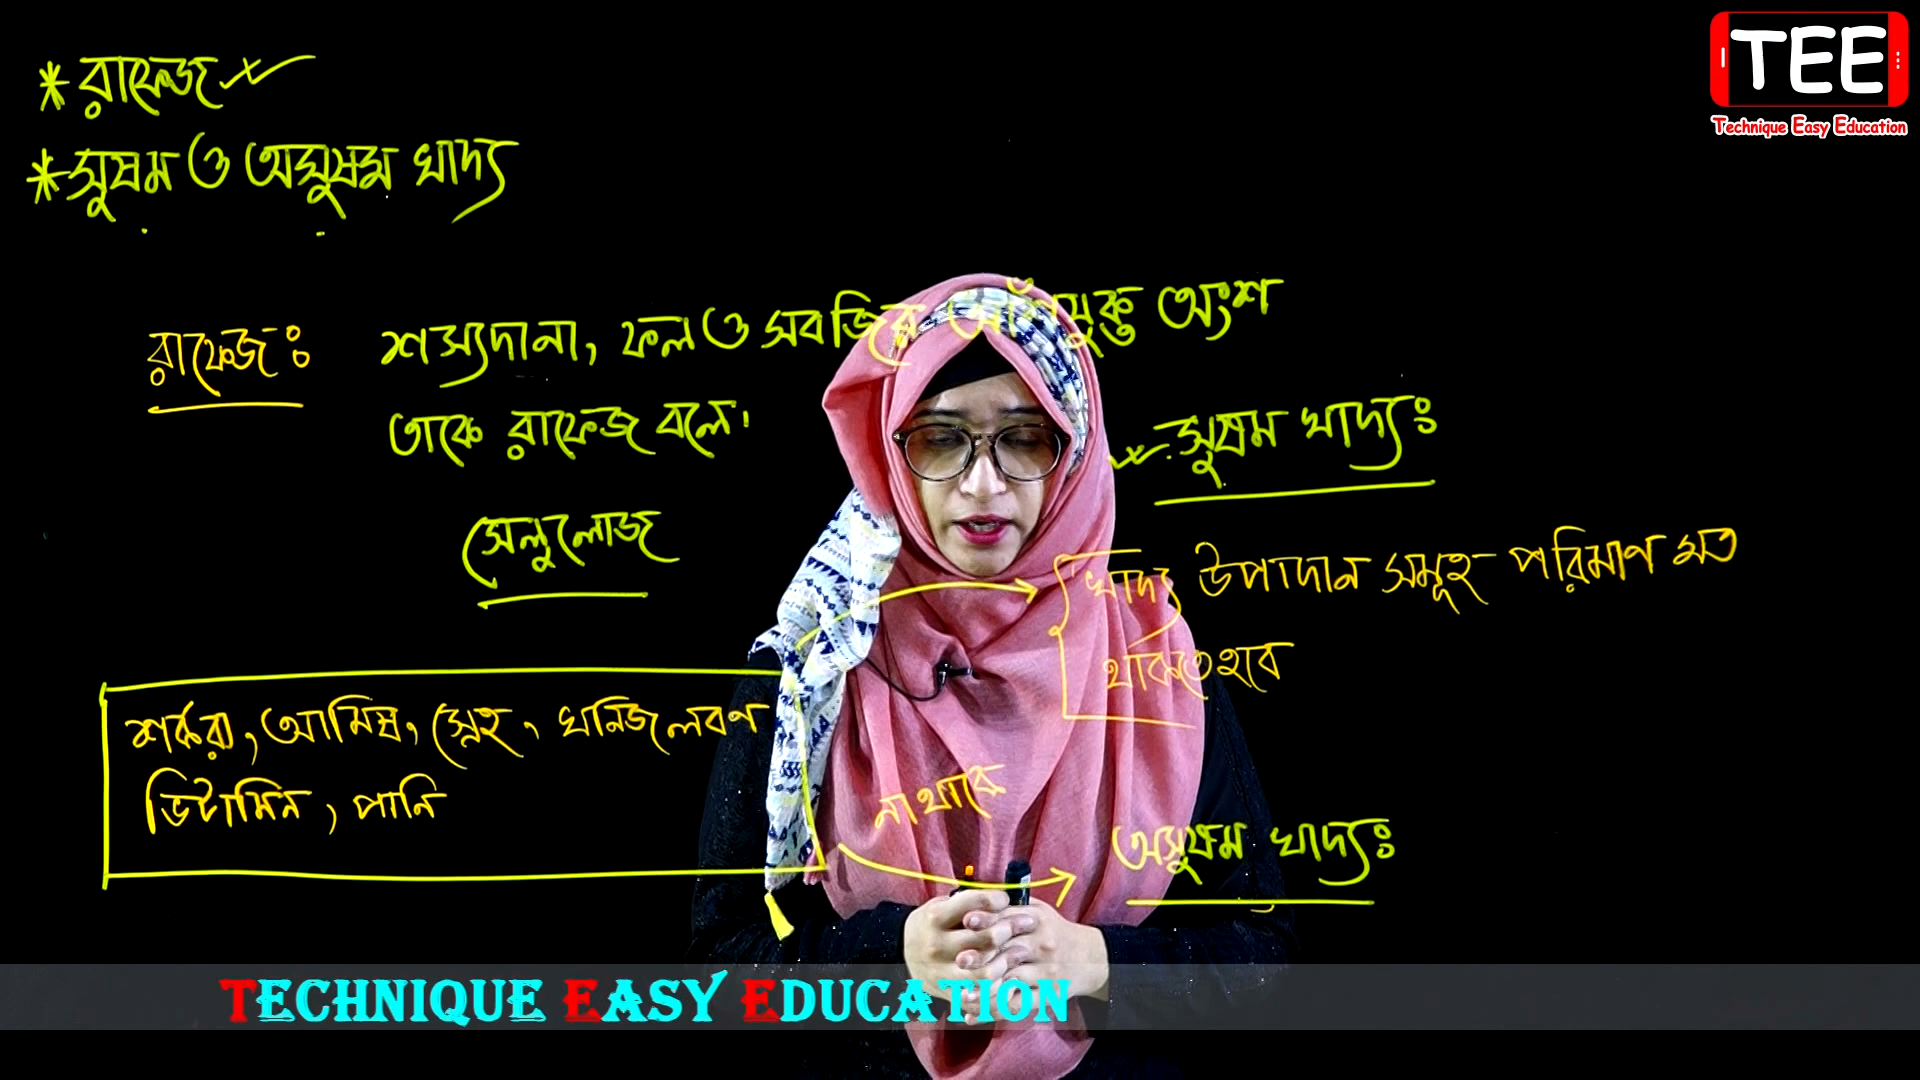 * রাফেজ
* সুষম ও অসুষম খাদ্য
TEE
Technique Easy Education
রাফেজঃ শস্যদানা, ফল ও সবজির আঁশযুক্ত অংশ
তাকে রাফেজ বলে।
সেলুলোজ
সুষম খাদ্যঃ
খাদ্য উপাদান সমূহ পরিমাণ মত
থাকতে হবে
শর্করা, আমিষ, স্নেহ, খনিজ লবণ
ভিটামিন, পানি
না থাকে
অসুষম খাদ্যঃ
TECHNIQUE EASY EDUCATION